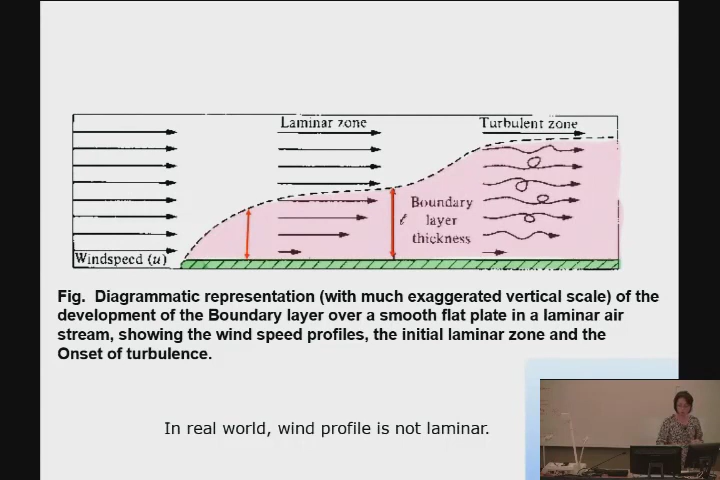 Laminar zone
Turbulent zone
Boundary
layer
thickness
Windspeed (u)
Fig. Diagrammatic representation (with much exaggerated vertical scale) of the
development of the Boundary layer over a smooth flat plate in a laminar air
stream, showing the wind speed profiles, the initial laminar zone and the
Onset of turbulence.
In real world, wind profile is not laminar.